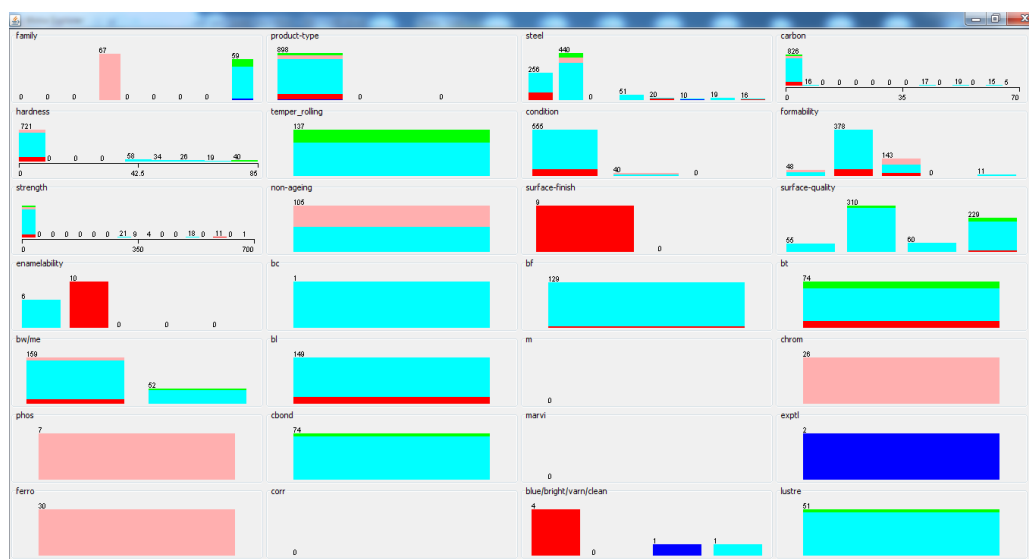 family product-type steel carbon
67 59 898 440 256 826
0 0 0 0 0 0 0 0 0 0 51 20 10 19 16 16 0 0 0 0 0 0 17 0 19 0 15 5
0 35 70
hardness temper_rolling condition formability
721 137 555 378 143 48
0 0 0 58 34 26 19 40 40 0 0 11
0 42.5 85
strength non-ageing surface-finish surface-quality
105 9 310 229
0 0 0 0 0 21 9 4 0 0 18 0 11 0 1 0 55 60
0 350 700
enamelability bc bf bt
6 10 1 129 74
0 0 0
bw/me bl m chrom
159 52 149 26
0
phos cbond marvi exptl
7 74 2
0
ferro corr blue/bright/varn/clean lustre
30 4 1 1 51
0 0